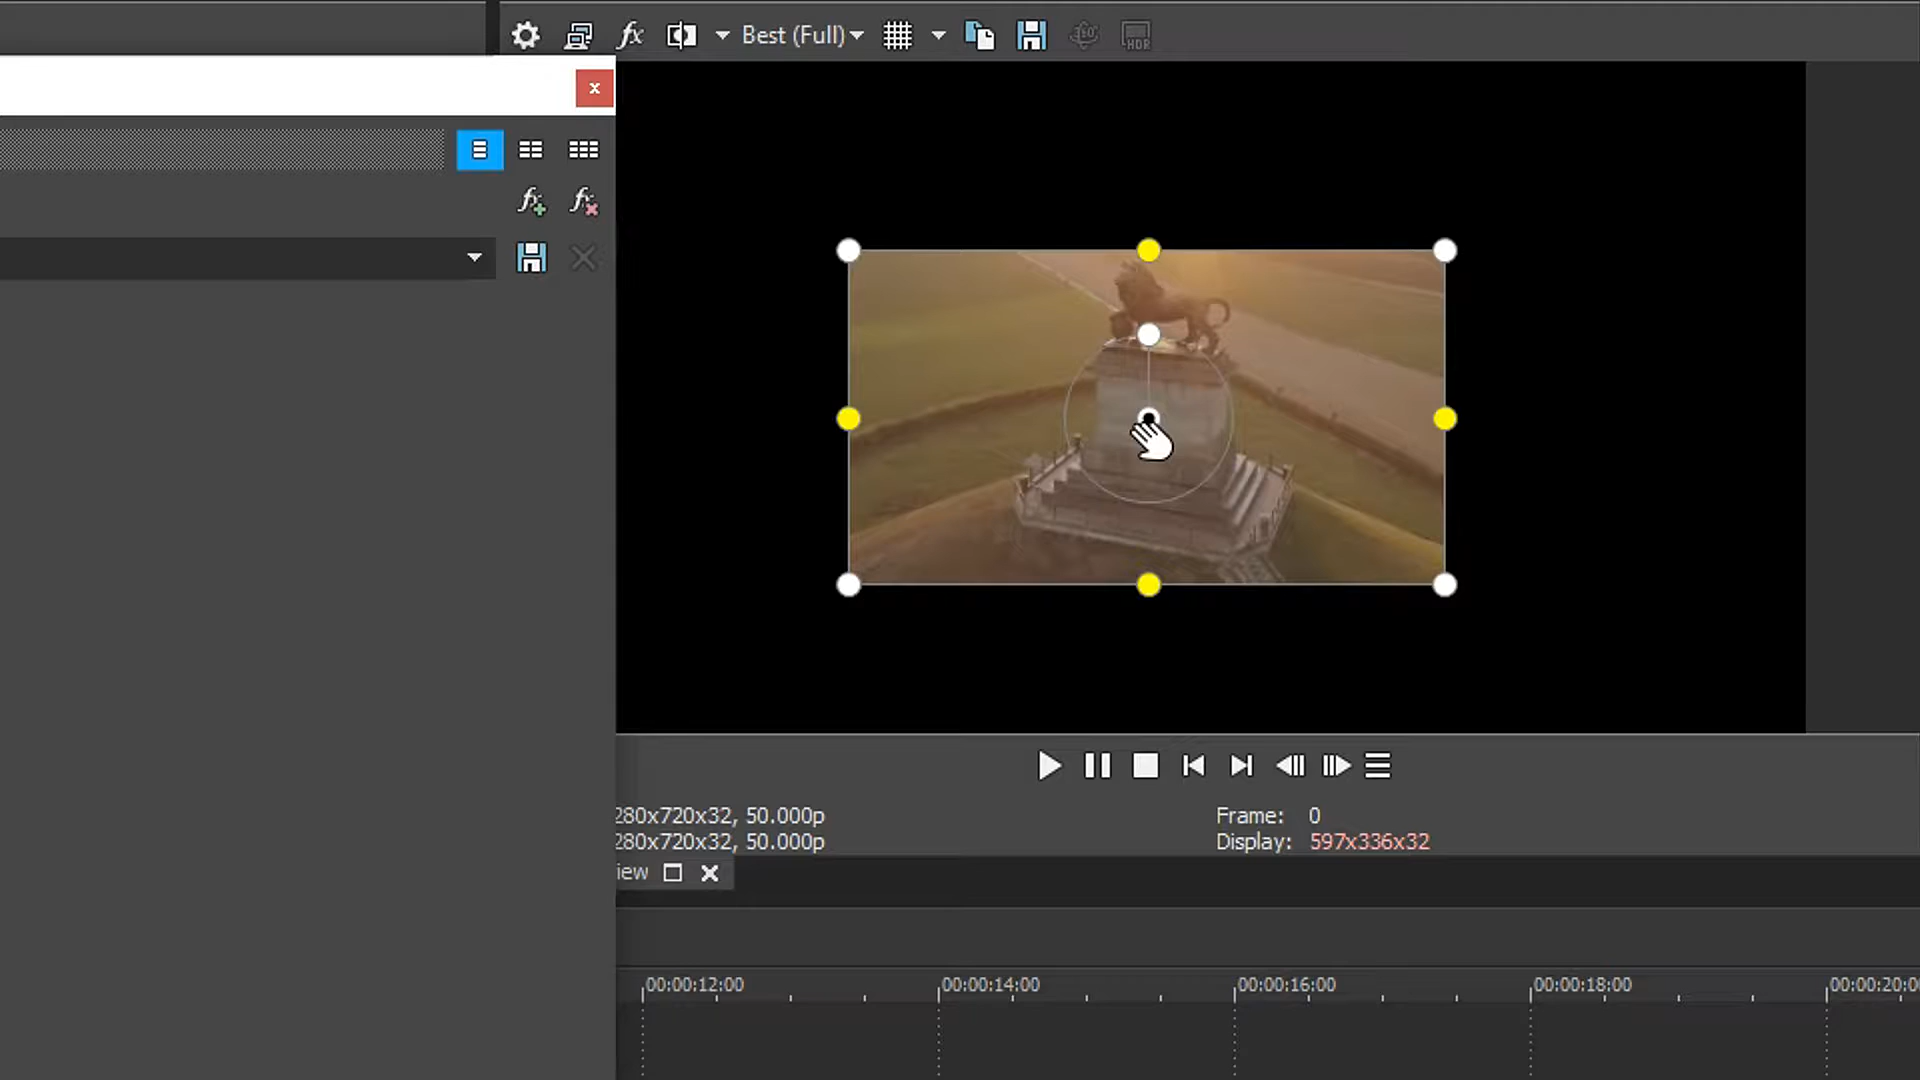 Best (Full)
280x720x32, 50.000p
280x720x32, 50.000p
Frame: 0
Display: 597x336x32
iew
00:00:12:00
00:00:14:00
00:00:16:00
00:00:18:00
00:00:20:0